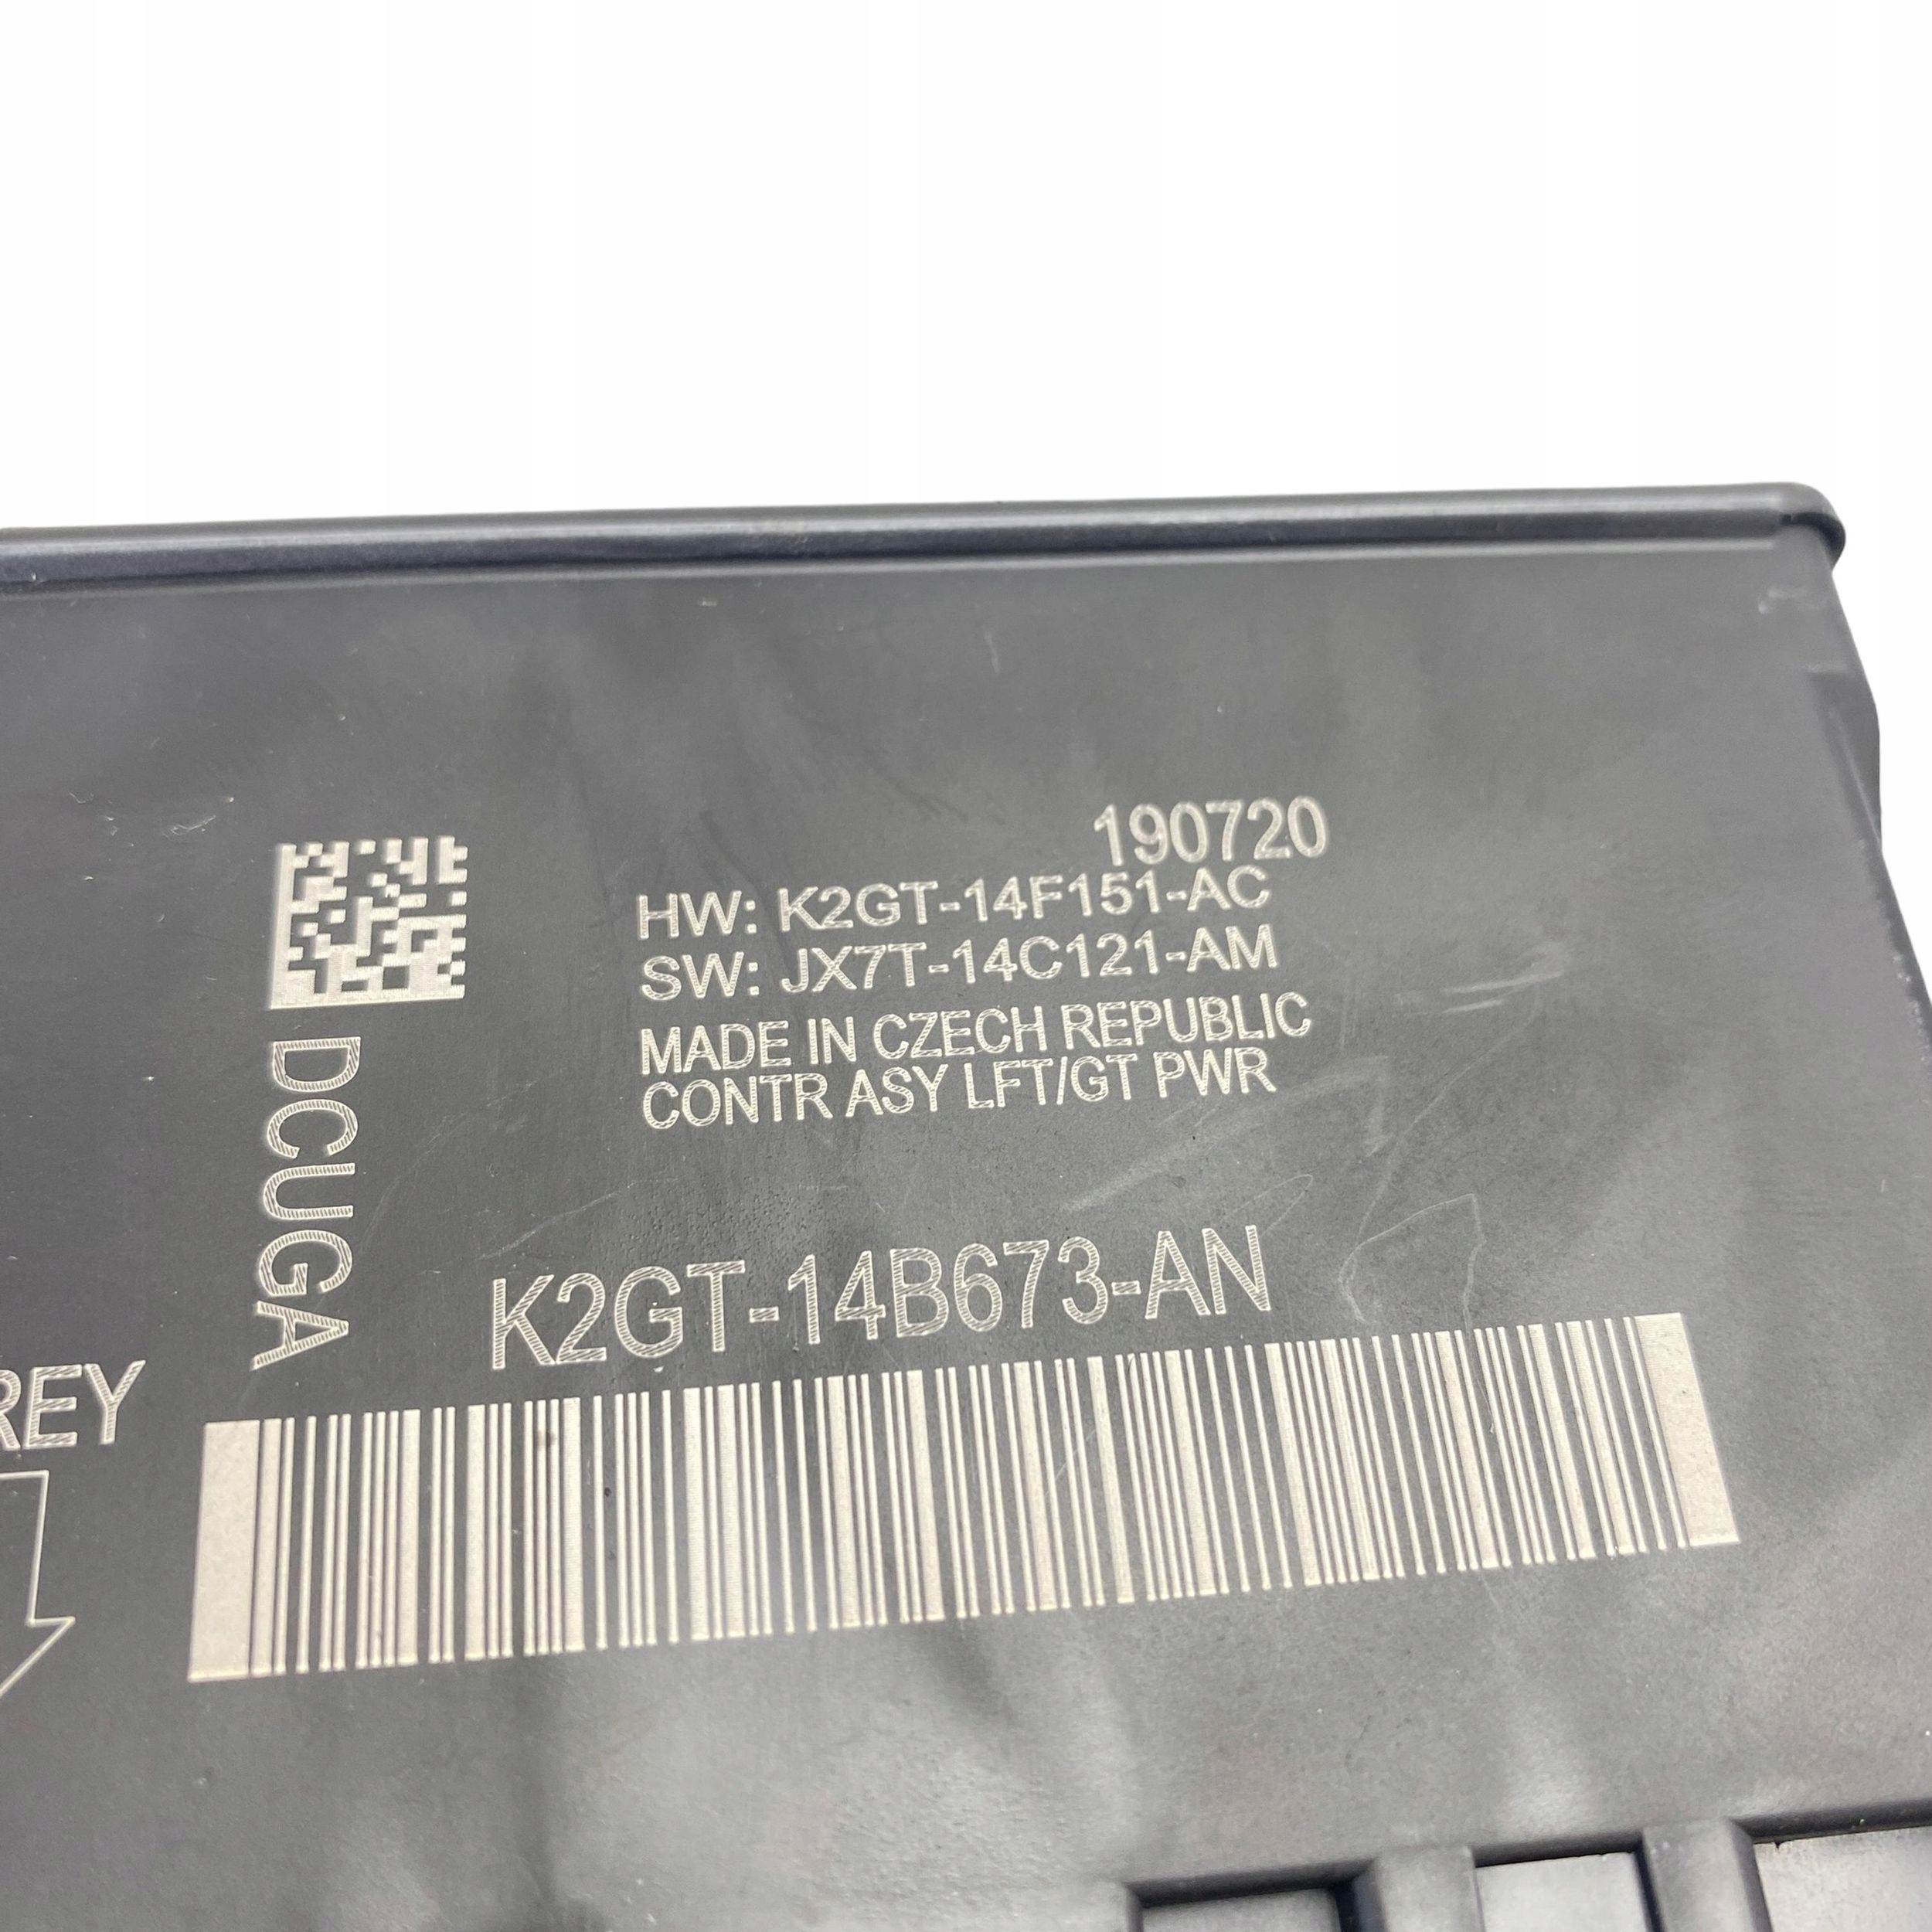 190720
HW: K2GT-14F151-AC
SW: JX7T-14C121-AM
MADE IN CZECH REPUBLIC
CONTR ASY LFT/GT PWR
DCUGA
K2GT-14B673-AN
REY